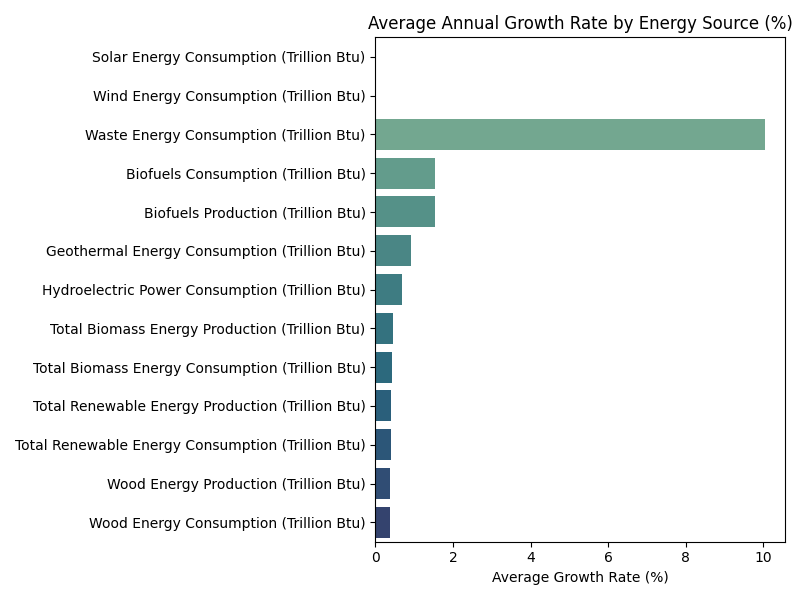 Average Annual Growth Rate by Energy Source (%)
Solar Energy Consumption (Trillion Btu)
Wind Energy Consumption (Trillion Btu)
Waste Energy Consumption (Trillion Btu)
Biofuels Consumption (Trillion Btu)
Biofuels Production (Trillion Btu)
Geothermal Energy Consumption (Trillion Btu)
Hydroelectric Power Consumption (Trillion Btu)
Total Biomass Energy Production (Trillion Btu)
Total Biomass Energy Consumption (Trillion Btu)
Total Renewable Energy Production (Trillion Btu)
Total Renewable Energy Consumption (Trillion Btu)
Wood Energy Production (Trillion Btu)
Wood Energy Consumption (Trillion Btu)
0 2 4 6 8 10
Average Growth Rate (%)